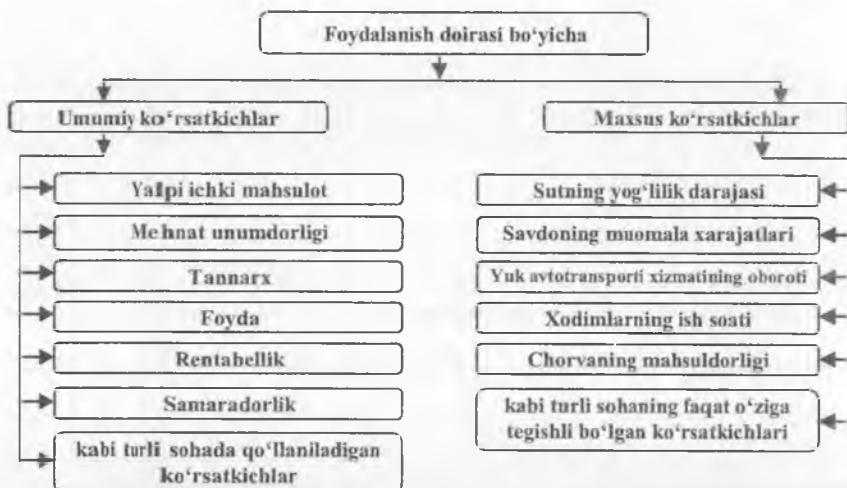 Foydalanish doirasi bo‘yicha
Umumiy ko‘rsatkichlar
Yalpi ichki mahsulot
Mehnat unumdorligi
Tannarx
Foyda
Rentabellik
Samaradorlik
kabi turli sohada qo‘llaniladigan
ko‘rsatkichlar
Maxsus ko‘rsatkichlar
Sutning yog‘lilik darajasi
Savdoning muomala xarajatlari
Yuk avtotransporti xizmatining oboroti
Xodimlarning ish soati
Chorvaning mahsuldorligi
kabi turli sohaning faqat o‘ziga
tegishli bo‘lgan ko‘rsatkichlari